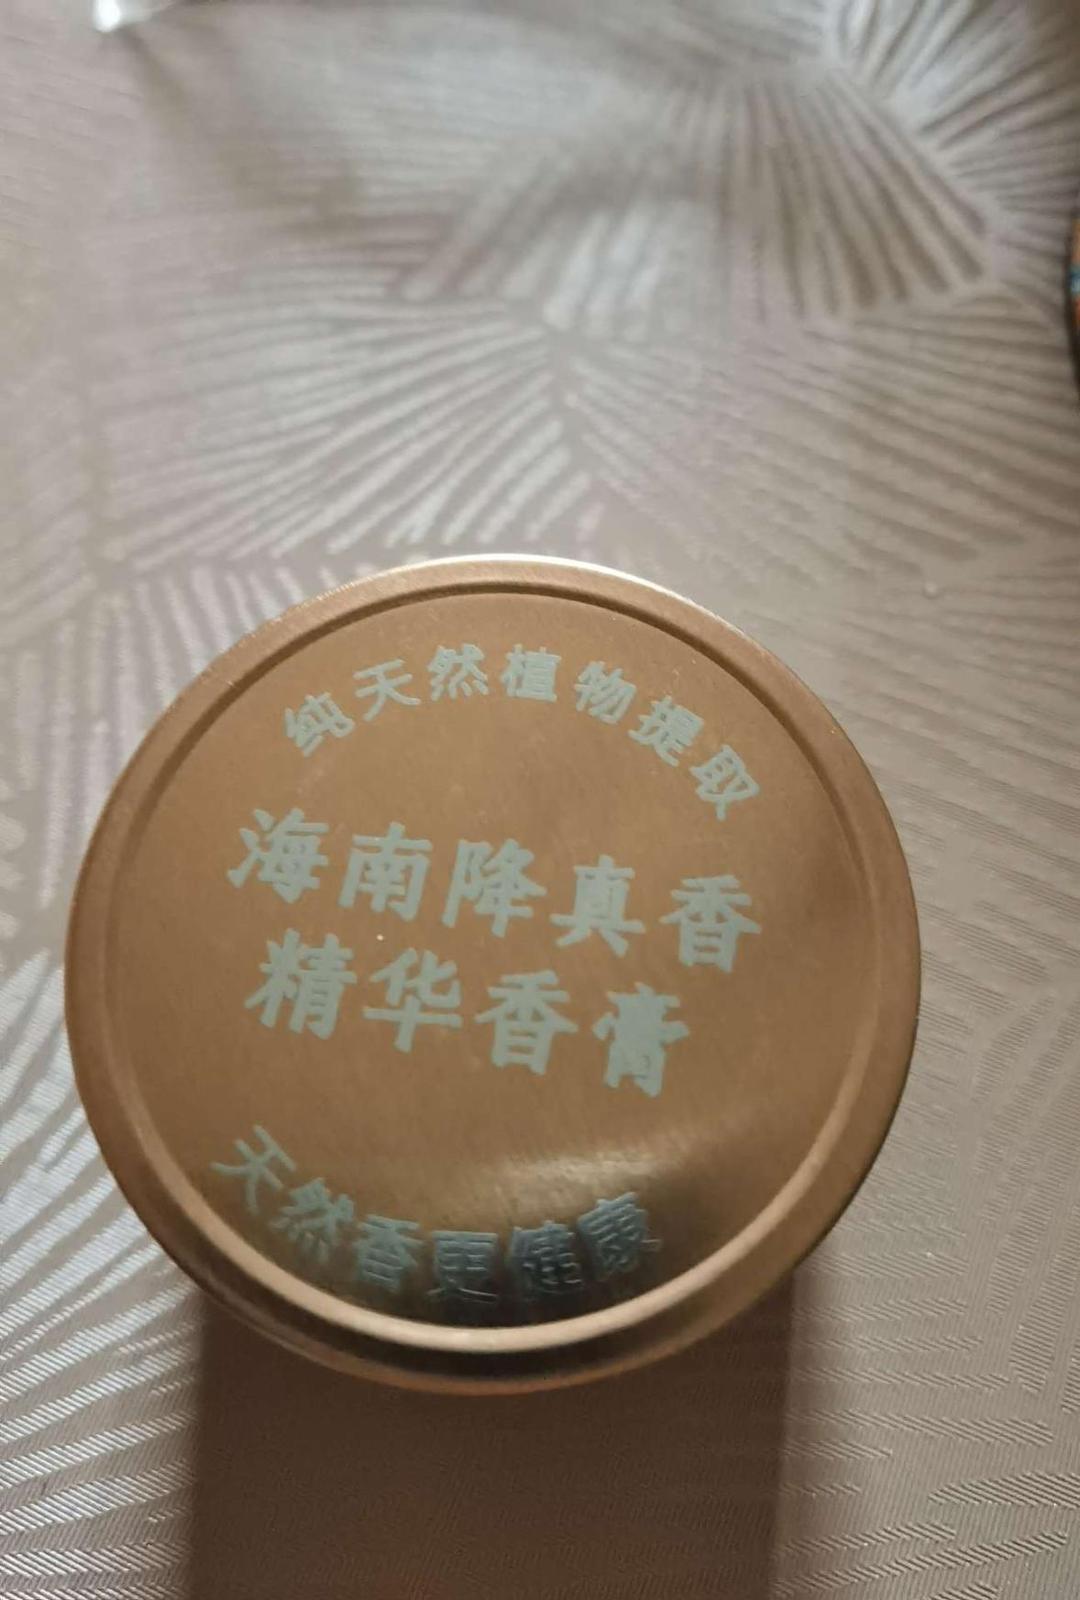 纯天然植物提取
海南降真香
精华香膏
天然香更健康